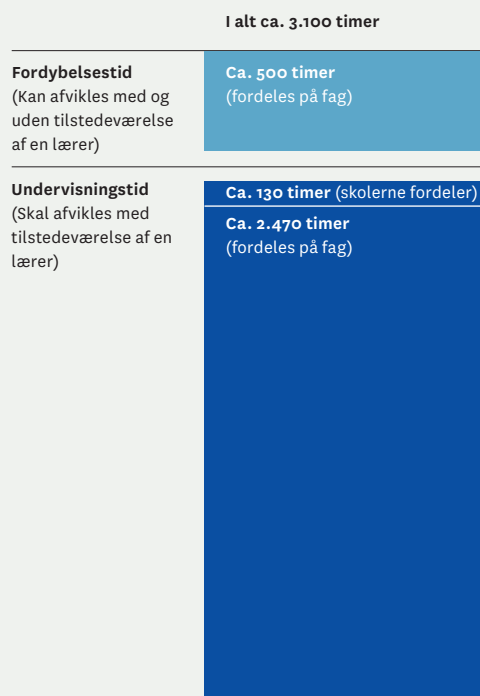 I alt ca. 3.100 timer
Fordybelsestid
(Kan afvikles med og
uden tilstedeværelse
af en lærer)
Ca. 500 timer
(fordeles på fag)
Undervisningstid
(Skal afvikles med
tilstedeværelse af en
lærer)
Ca. 130 timer (skolerne fordeler)
Ca. 2.470 timer
(fordeles på fag)